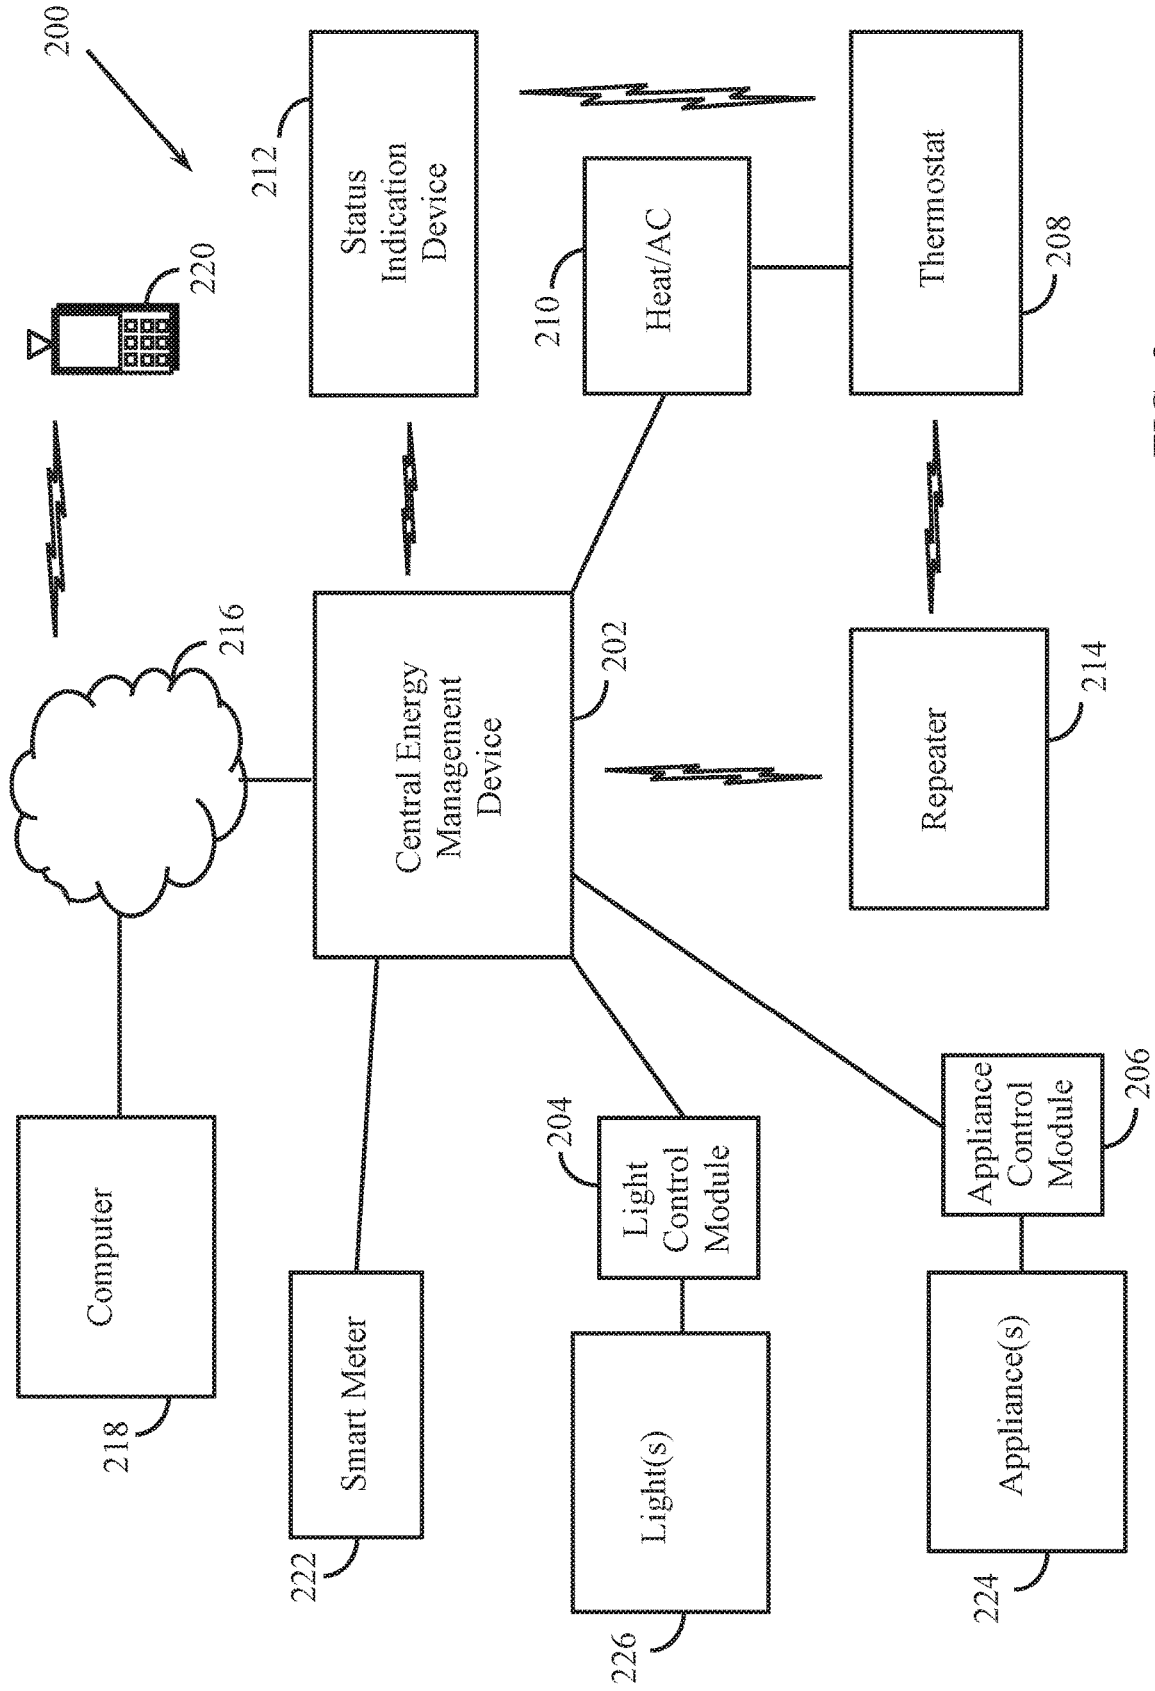 200
220
216
Computer
218
Status
Indication
Device
212
Central Energy
Management
Device
202
Smart Meter
222
Heat/AC
210
Light
Control
Module
204
Light(s)
226
Thermostat
208
Repeater
214
Appliance
Control
Module
206
Appliance(s)
224